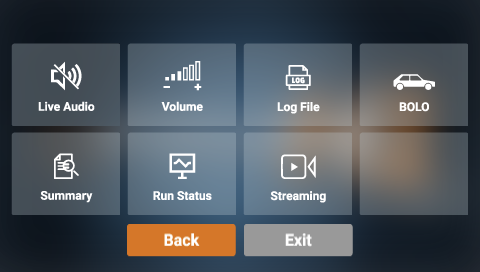 Live Audio
Volume
LOG
Log File
BOLO
Summary
Run Status
Streaming
Back
Exit